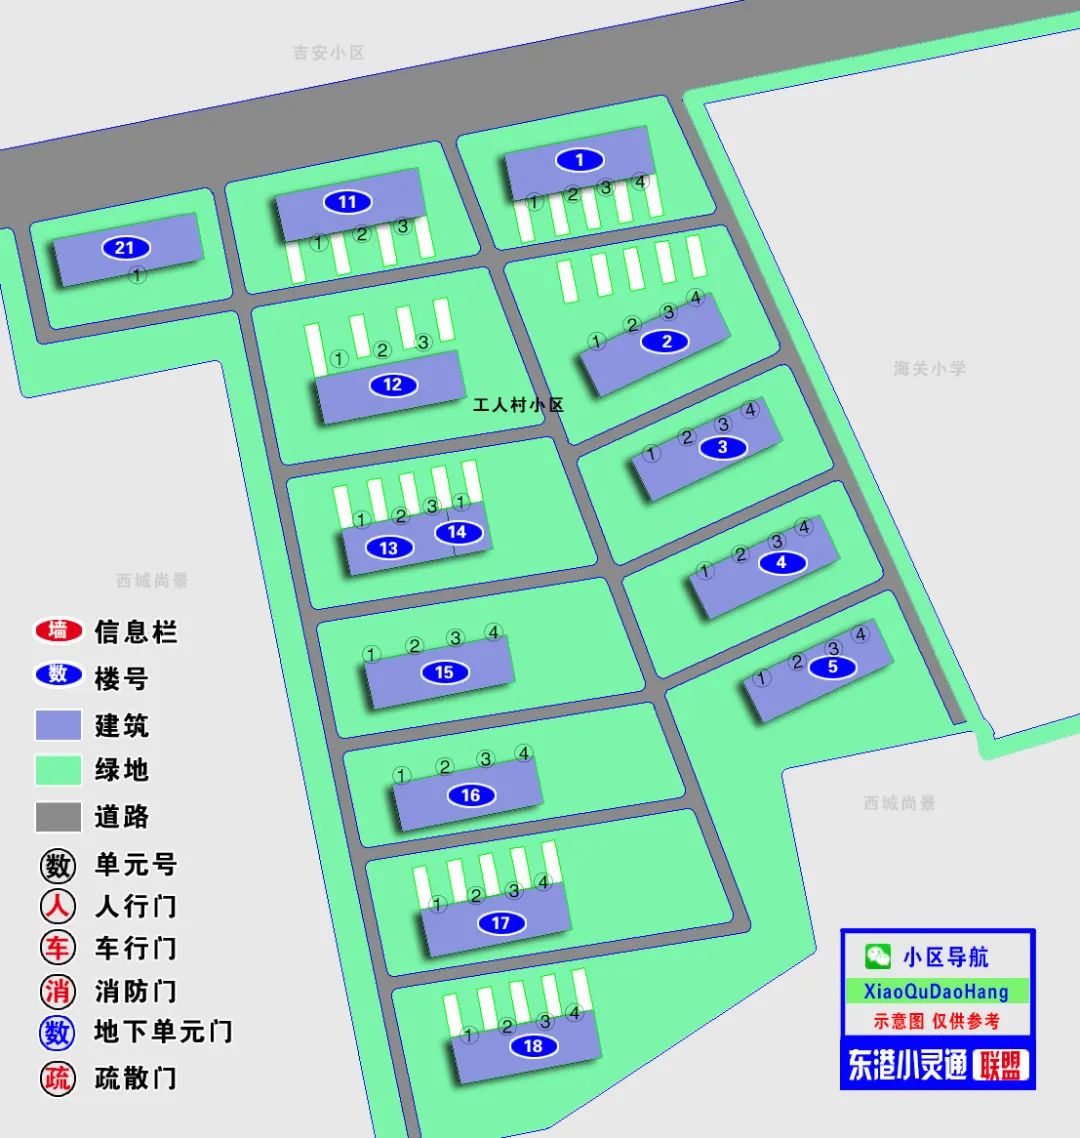 吉安小区
1
1 2 3 4
11
1 2 3
21
1
2
1 2 3 4
12
1 2 3
海关小学
工人村小区
3
1 2 3 4
13
1 2 3
14
1
4
1 2 3 4
西城尚景
15
1 2 3 4
5
1 2 3 4
16
1 2 3 4
西城尚景
17
1 2 3 4
18
1 2 3 4
墙 信息栏
数 楼号
建筑
绿地
道路
数 单元号
人 人行门
车 车行门
消 消防门
数 地下单元门
疏 疏散门
小区导航
XiaoQuDaoHang
示意图 仅供参考
东港小灵通 联盟